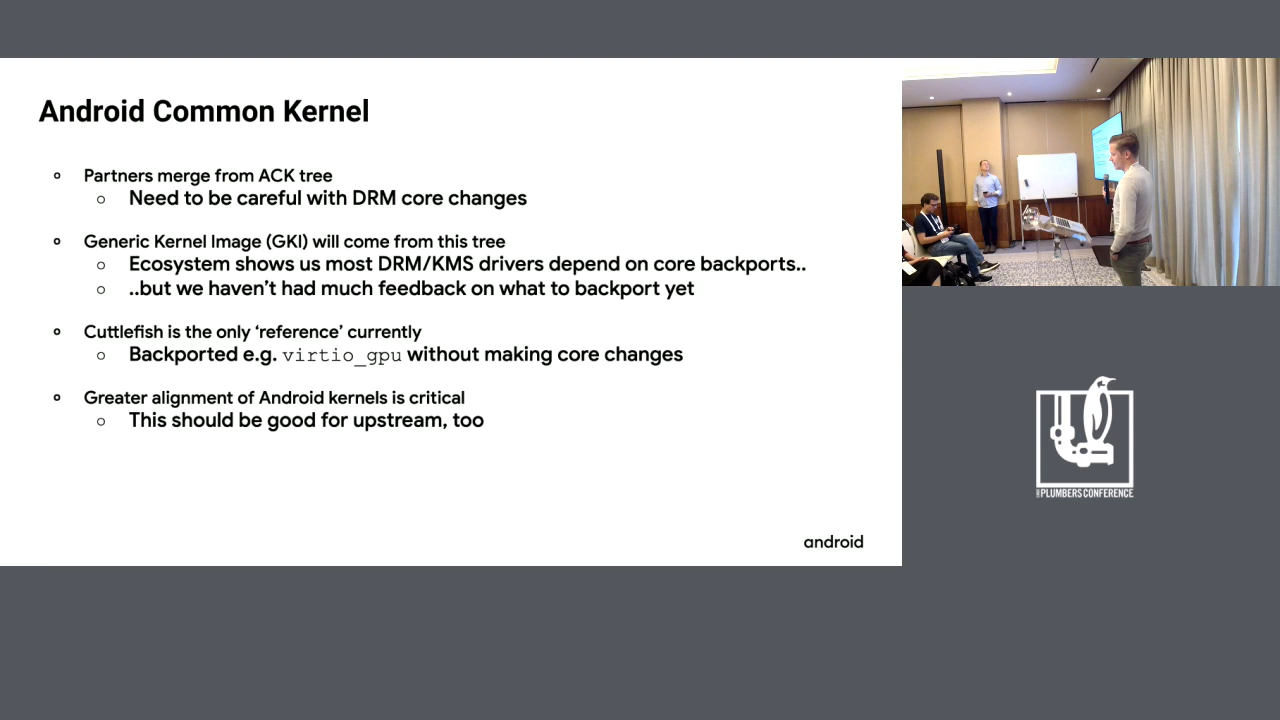 Android Common Kernel
Partners merge from ACK tree
Need to be careful with DRM core changes
Generic Kernel Image (GKI) will come from this tree
Ecosystem shows us most DRM/KMS drivers depend on core backports..
..but we haven't had much feedback on what to backport yet
Cuttlefish is the only ‘reference’ currently
Backported e.g. virtio_gpu without making core changes
Greater alignment of Android kernels is critical
This should be good for upstream, too
android
PLUMBERS CONFERENCE